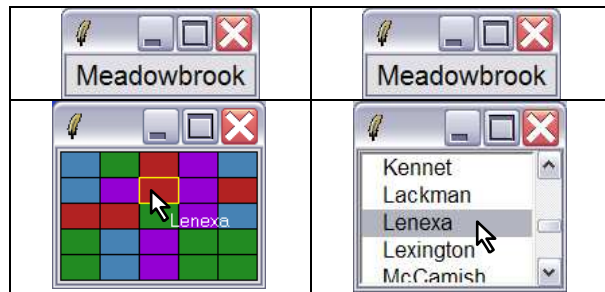 Meadowbrook
Meadowbrook
Lenexa
Kennet
Lackman
Lenexa
Lexington
McCamish